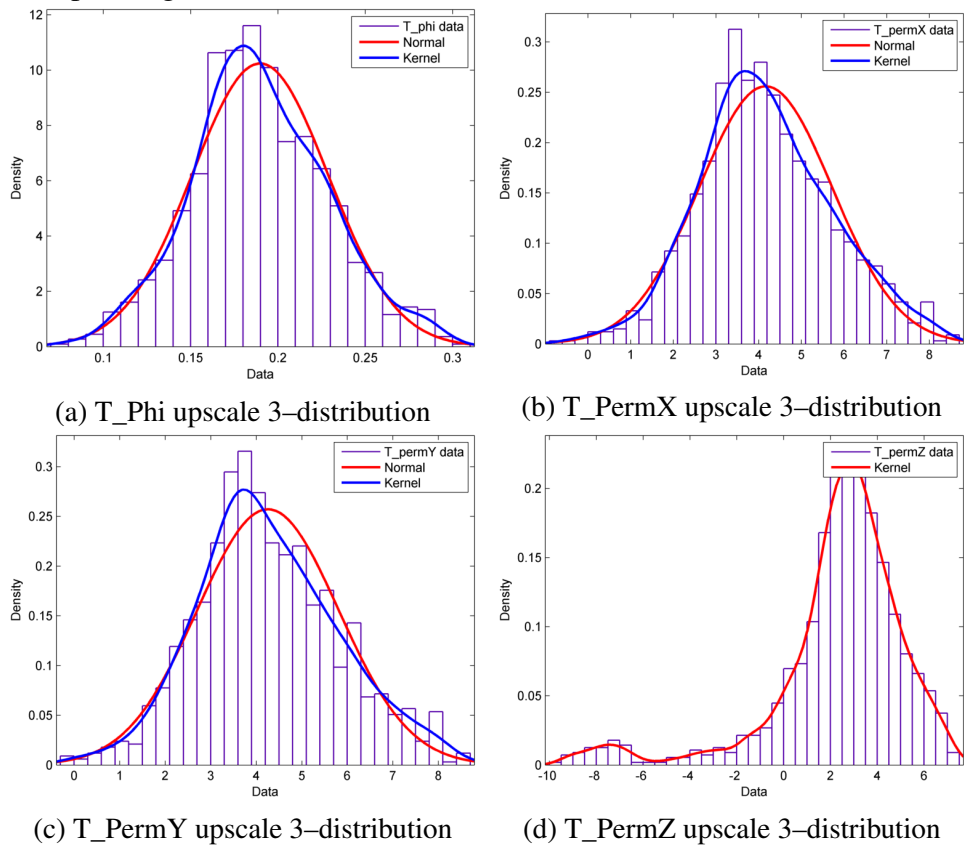 12
10
8
6
4
2
0
0.1
0.15
0.2
0.25
0.3
Density
Data
T_phi data
Normal
Kernel
(a) T_Phi upscale 3–distribution
0.3
0.25
0.2
0.15
0.1
0.05
0
0
1
2
3
4
5
6
7
8
Density
Data
T_permX data
Normal
Kernel
(b) T_PermX upscale 3–distribution
0.3
0.25
0.2
0.15
0.1
0.05
0
0
1
2
3
4
5
6
7
8
Density
Data
T_permY data
Normal
Kernel
(c) T_PermY upscale 3–distribution
0.2
0.15
0.1
0.05
0
-10
-8
-6
-4
-2
0
2
4
6
Density
Data
T_permZ data
Kernel
(d) T_PermZ upscale 3–distribution